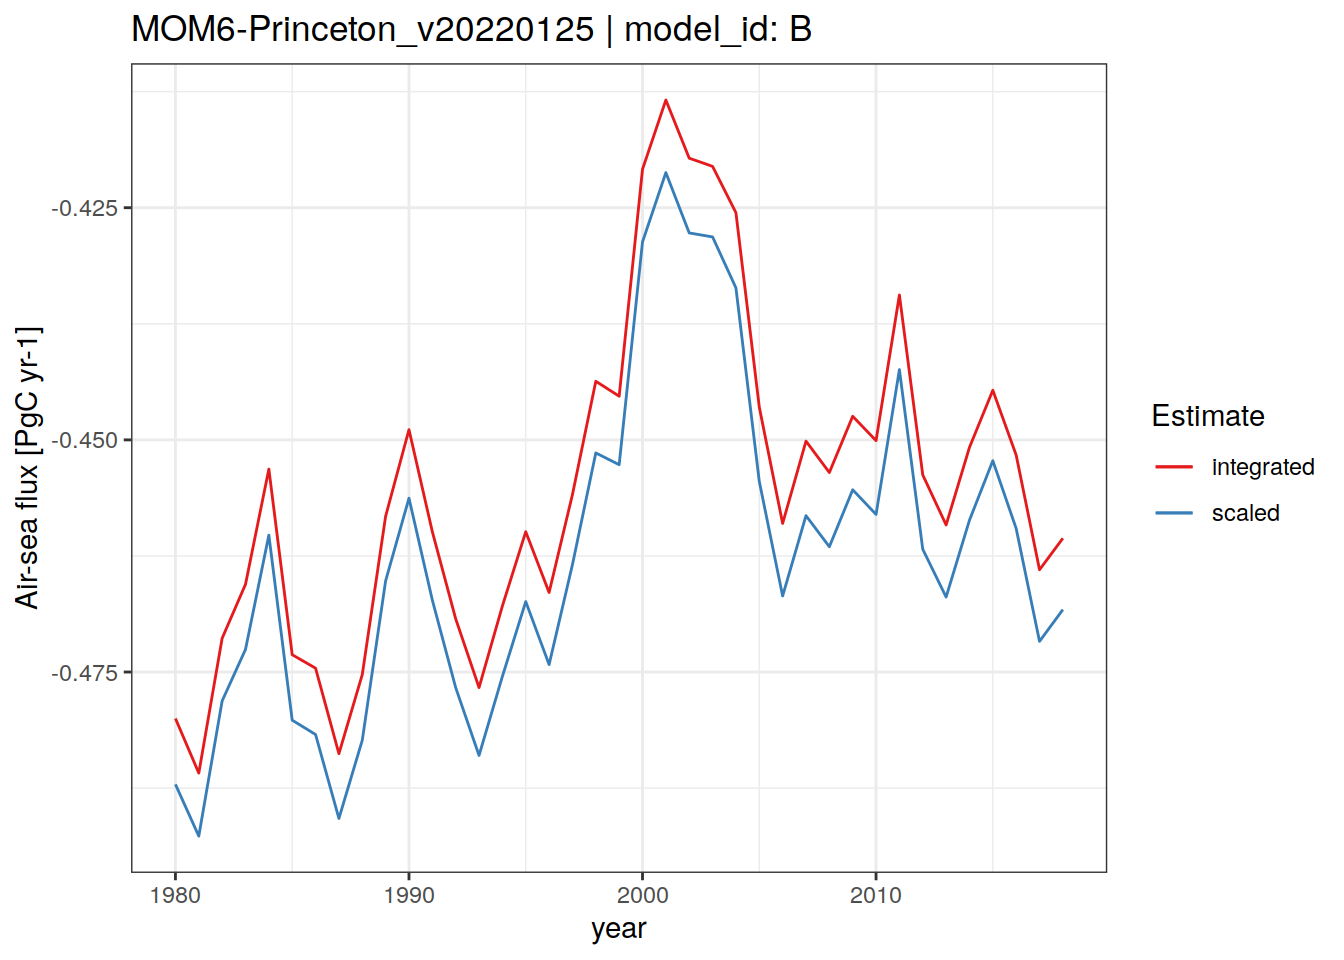 MOM6-Princeton_v20220125 | model_id: B
Air-sea flux [PgC yr-1]
-0.425
-0.450
-0.475
1980
1990
2000
2010
year
Estimate
integrated
scaled